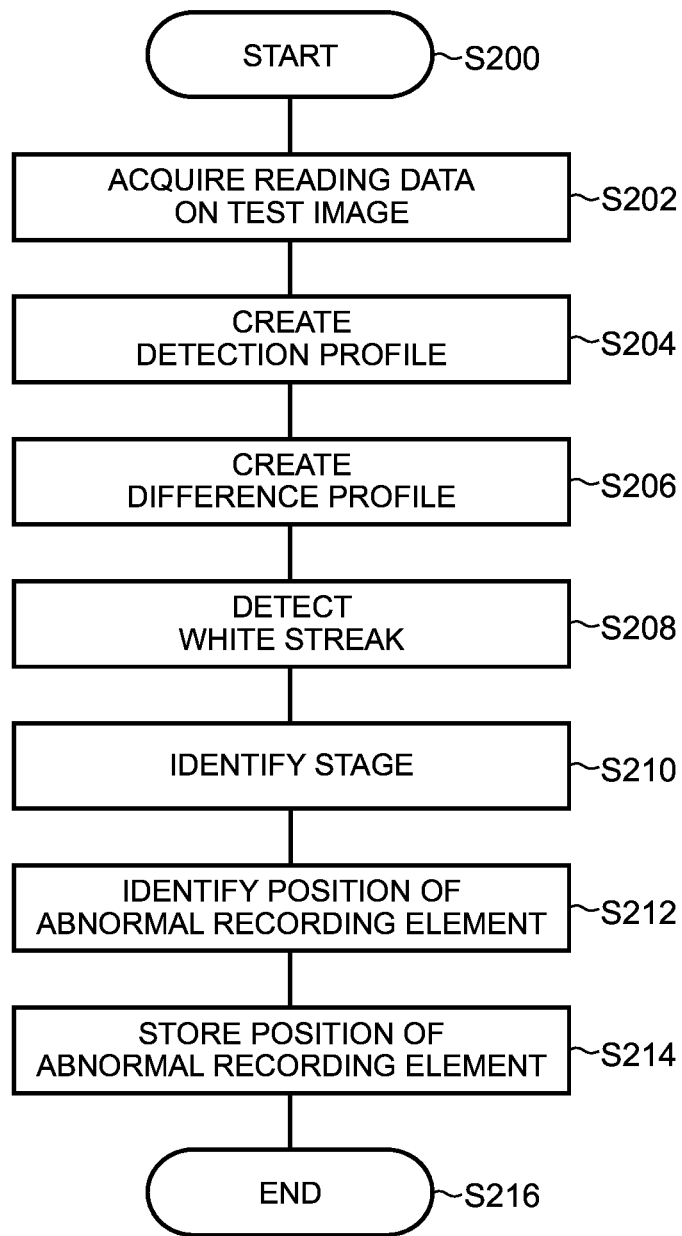 START
S200
ACQUIRE READING DATA
ON TEST IMAGE
S202
CREATE
DETECTION PROFILE
S204
CREATE
DIFFERENCE PROFILE
S206
DETECT
WHITE STREAK
S208
IDENTIFY STAGE
S210
IDENTIFY POSITION OF
ABNORMAL RECORDING ELEMENT
S212
STORE POSITION OF
ABNORMAL RECORDING ELEMENT
S214
END
S216